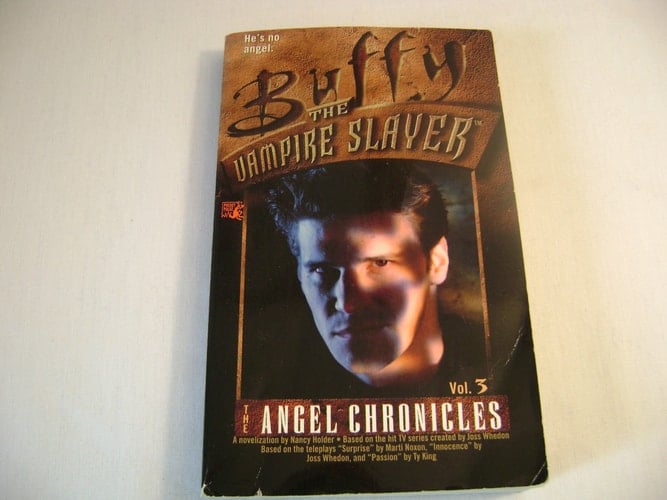 He's no
angel.
Buffy
THE
VAMPIRE SLAYER™
Vol. 3
THE ANGEL CHRONICLES
A novelization by Nancy Holder • Based on the hit TV series created by Joss Whedon
Based on the teleplays "Surprise" by Marti Noxon, "Innocence" by
Joss Whedon, and "Passion" by Ty King